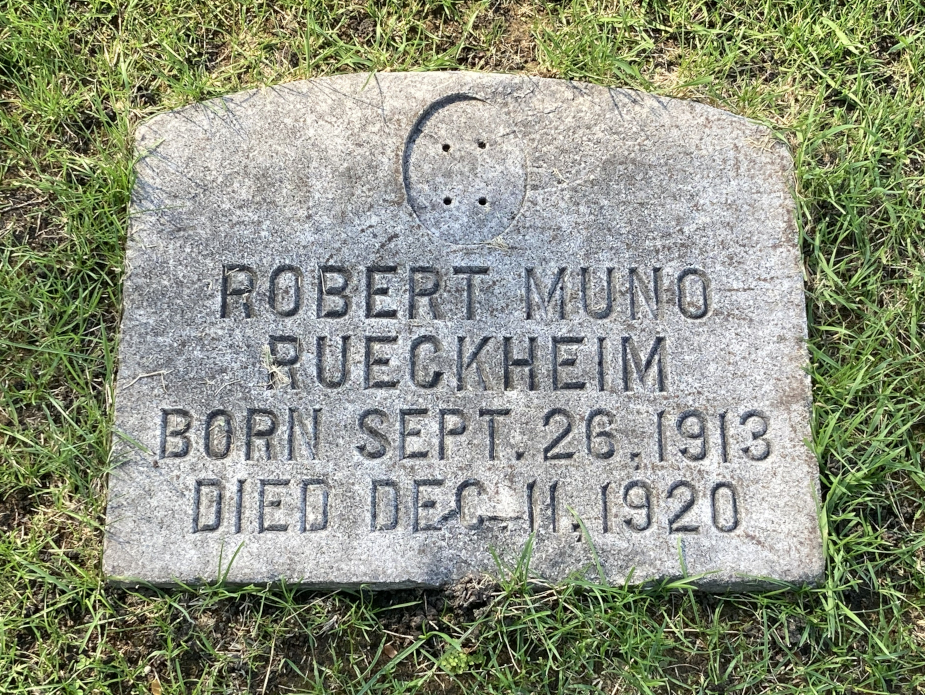 ROBERT MUNO
RUECKHEIM
BORN SEPT. 26, 1913
DIED DEC. 11, 1920